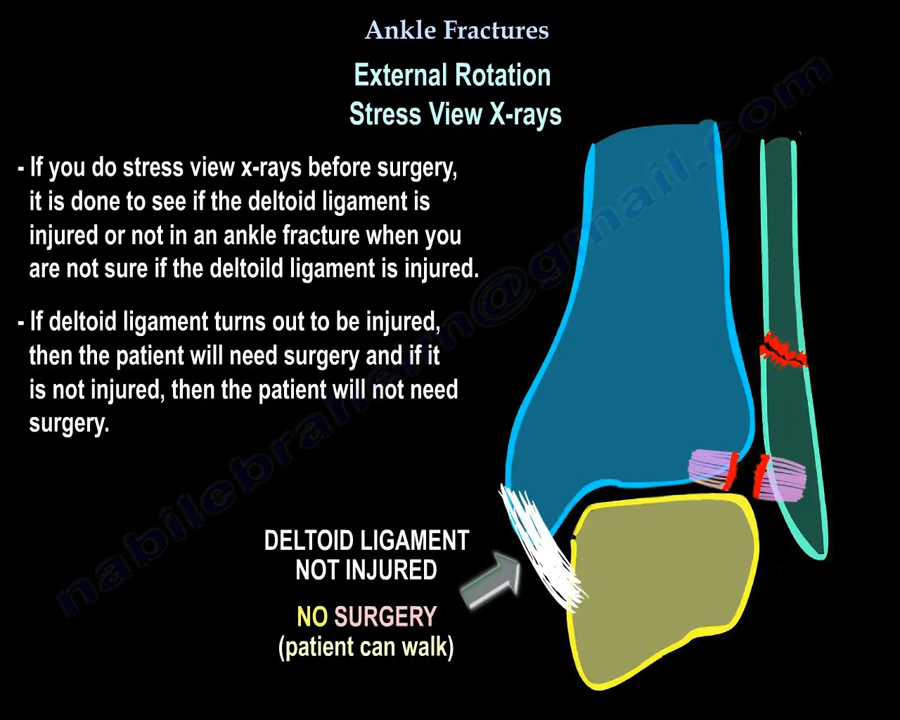 Ankle Fractures
External Rotation
Stress View X-rays
- If you do stress view x-rays before surgery,
it is done to see if the deltoid ligament is
injured or not in an ankle fracture when you
are not sure if the deltoild ligament is injured.
- If deltoid ligament turns out to be injured,
then the patient will need surgery and if it
is not injured, then the patient will not need
surgery.
DELTOID LIGAMENT
NOT INJURED
NO SURGERY
(patient can walk)
nabilebraheim@gmail.com